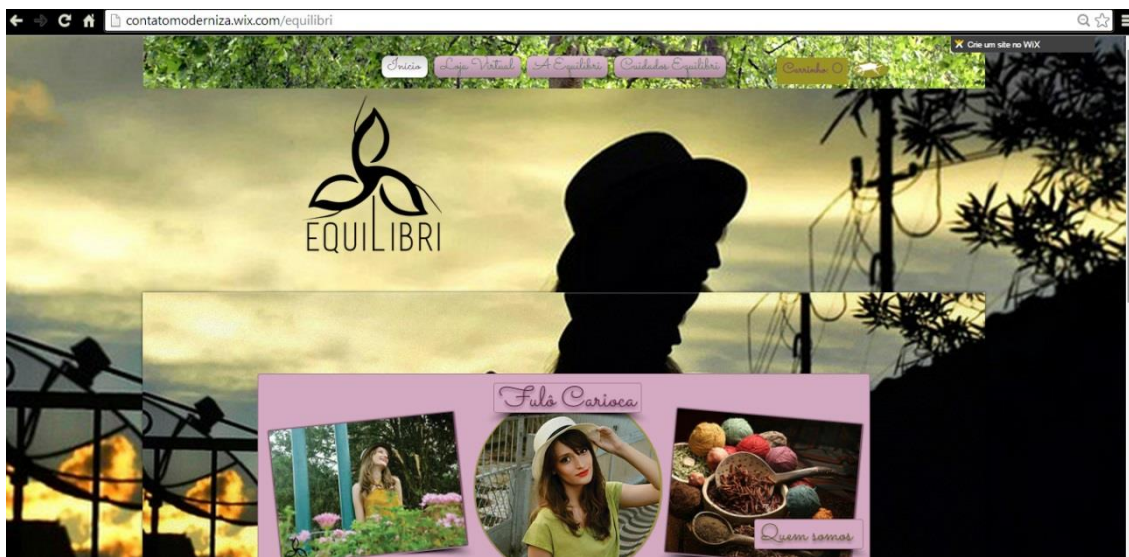 contatomoderniza.wix.com/equilibri
Crie um site no WiX
Início Loja Virtual A Equilibri Cuidados Equilibri Carrinho: 0
EQUILIBRI
Fulô Carioca
Quem somos